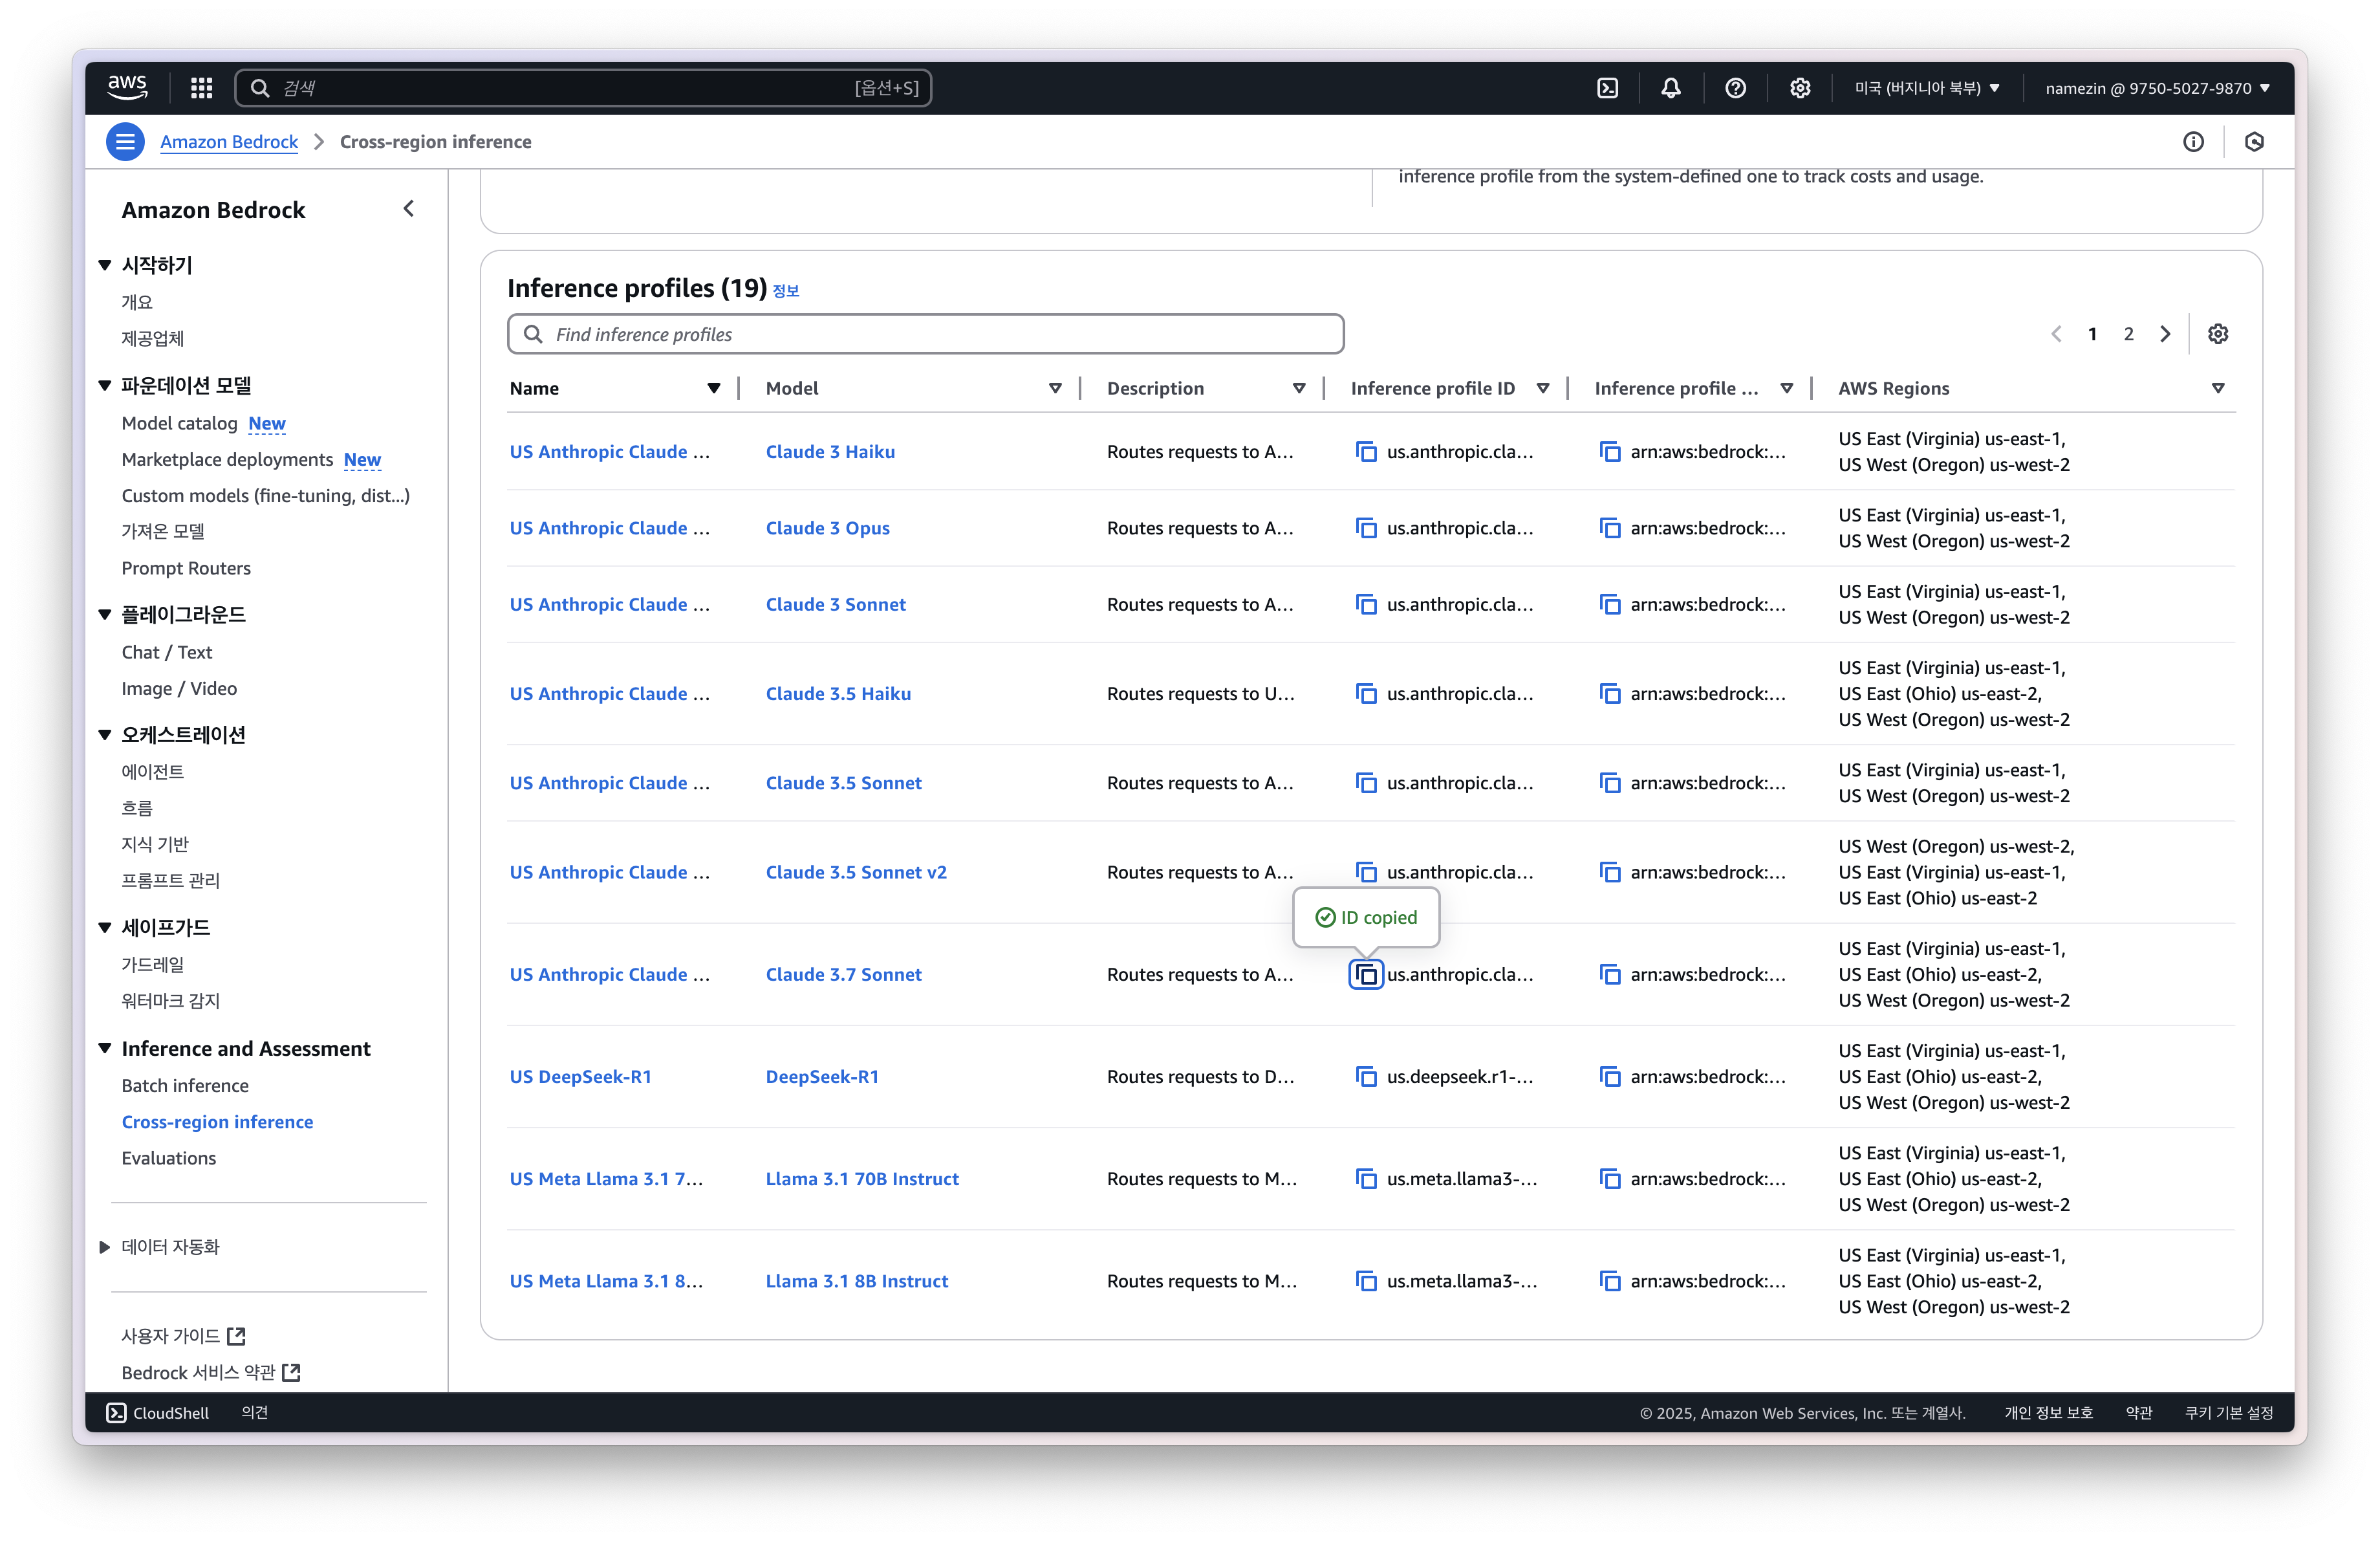 aws
검색
[옵션+S]
미국 (버지니아 북부)
namezin @ 9750-5027-9870
Amazon Bedrock
Cross-region inference
Amazon Bedrock
시작하기
개요
제공업체
파운데이션 모델
Model catalog New
Marketplace deployments New
Custom models (fine-tuning, dist...)
가져온 모델
Prompt Routers
플레이그라운드
Chat / Text
Image / Video
오케스트레이션
에이전트
흐름
지식 기반
프롬프트 관리
세이프가드
가드레일
워터마크 감지
Inference and Assessment
Batch inference
Cross-region inference
Evaluations
데이터 자동화
사용자 가이드
Bedrock 서비스 약관
inference profile from the system-defined one to track costs and usage.
Inference profiles (19) 정보
Find inference profiles
1 2
Name Model Description Inference profile ID Inference profile ... AWS Regions
US Anthropic Claude ... Claude 3 Haiku Routes requests to A... us.anthropic.cla... arn:aws:bedrock:... US East (Virginia) us-east-1,
US West (Oregon) us-west-2
US Anthropic Claude ... Claude 3 Opus Routes requests to A... us.anthropic.cla... arn:aws:bedrock:... US East (Virginia) us-east-1,
US West (Oregon) us-west-2
US Anthropic Claude ... Claude 3 Sonnet Routes requests to A... us.anthropic.cla... arn:aws:bedrock:... US East (Virginia) us-east-1,
US West (Oregon) us-west-2
US Anthropic Claude ... Claude 3.5 Haiku Routes requests to U... us.anthropic.cla... arn:aws:bedrock:... US East (Virginia) us-east-1,
US East (Ohio) us-east-2,
US West (Oregon) us-west-2
US Anthropic Claude ... Claude 3.5 Sonnet Routes requests to A... us.anthropic.cla... arn:aws:bedrock:... US East (Virginia) us-east-1,
US West (Oregon) us-west-2
US Anthropic Claude ... Claude 3.5 Sonnet v2 Routes requests to A... us.anthropic.cla... arn:aws:bedrock:... US West (Oregon) us-west-2,
US East (Virginia) us-east-1,
US East (Ohio) us-east-2
ID copied
US Anthropic Claude ... Claude 3.7 Sonnet Routes requests to A... us.anthropic.cla... arn:aws:bedrock:... US East (Virginia) us-east-1,
US East (Ohio) us-east-2,
US West (Oregon) us-west-2
US DeepSeek-R1 DeepSeek-R1 Routes requests to D... us.deepseek.r1-... arn:aws:bedrock:... US East (Virginia) us-east-1,
US East (Ohio) us-east-2,
US West (Oregon) us-west-2
US Meta Llama 3.1 7... Llama 3.1 70B Instruct Routes requests to M... us.meta.llama3-... arn:aws:bedrock:... US East (Virginia) us-east-1,
US East (Ohio) us-east-2,
US West (Oregon) us-west-2
US Meta Llama 3.1 8... Llama 3.1 8B Instruct Routes requests to M... us.meta.llama3-... arn:aws:bedrock:... US East (Virginia) us-east-1,
US East (Ohio) us-east-2,
US West (Oregon) us-west-2
CloudShell
의견
© 2025, Amazon Web Services, Inc. 또는 계열사.
개인 정보 보호
약관
쿠키 기본 설정